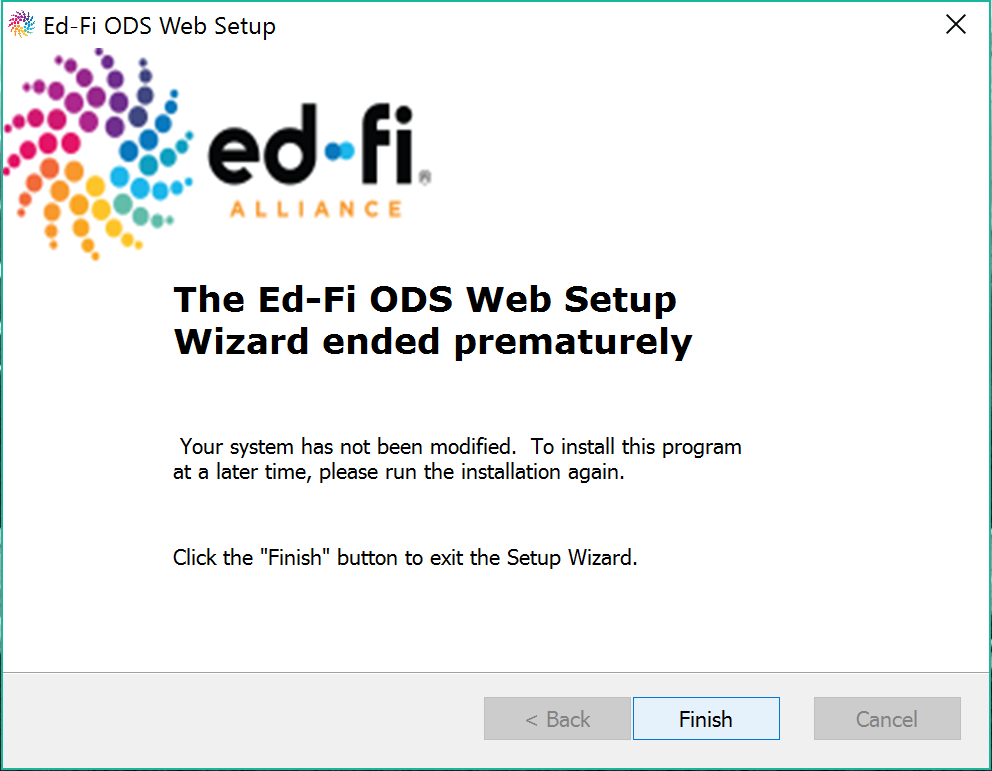 Ed-Fi ODS Web Setup
ed-fi®
ALLIANCE
The Ed-Fi ODS Web Setup
Wizard ended prematurely
Your system has not been modified.  To install this program
at a later time, please run the installation again.
Click the "Finish" button to exit the Setup Wizard.
< Back
Finish
Cancel